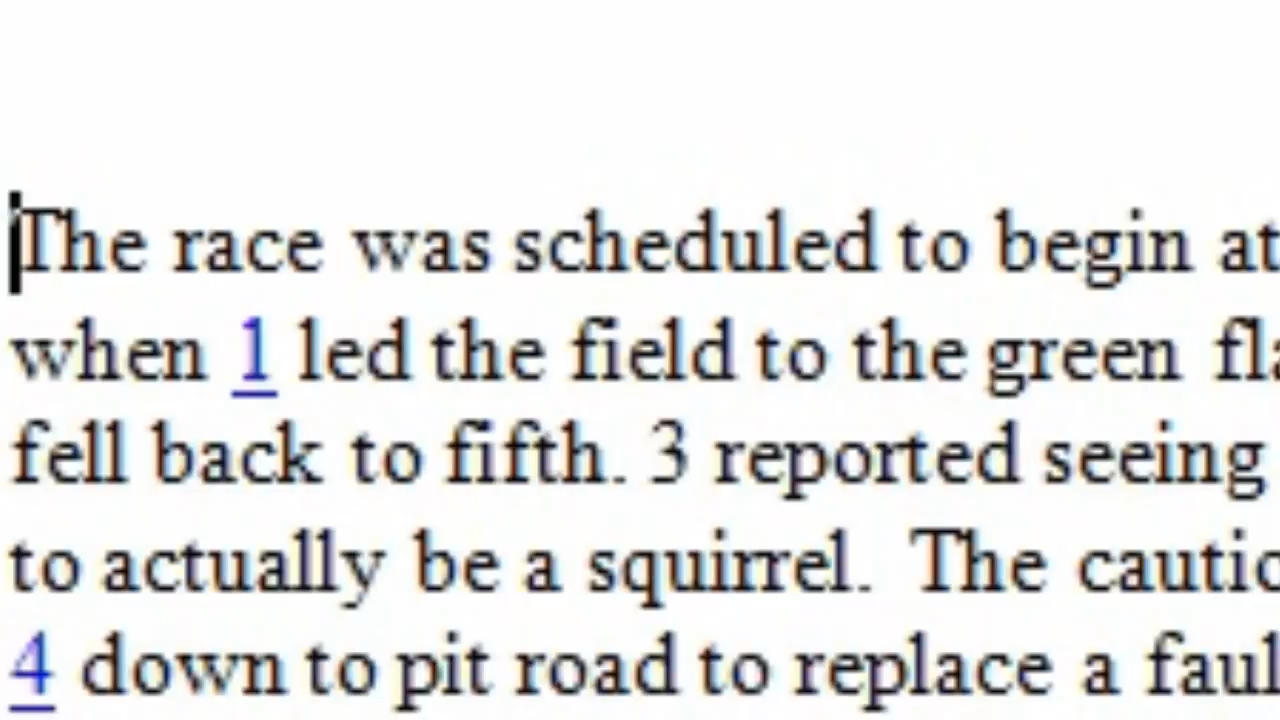 The race was scheduled to begin at
when 1 led the field to the green
fell back to fifth. 3 reported seeing
to actually be a squirrel. The
4 down to pit road to replace a